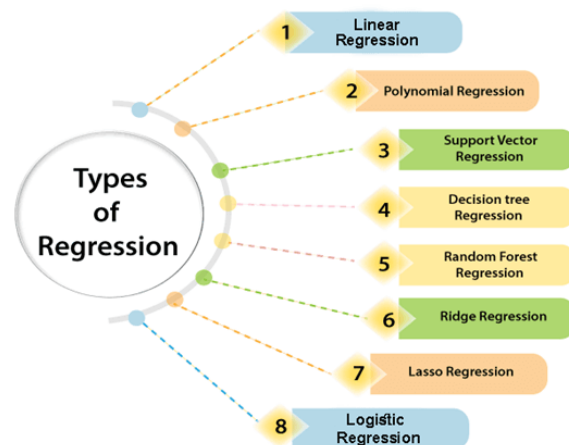 Types
of
Regression
1
Linear
Regression
2
Polynomial Regression
3
Support Vector
Regression
4
Decision tree
Regression
5
Random Forest
Regression
6
Ridge Regression
7
Lasso Regression
8
Logistic
Regression